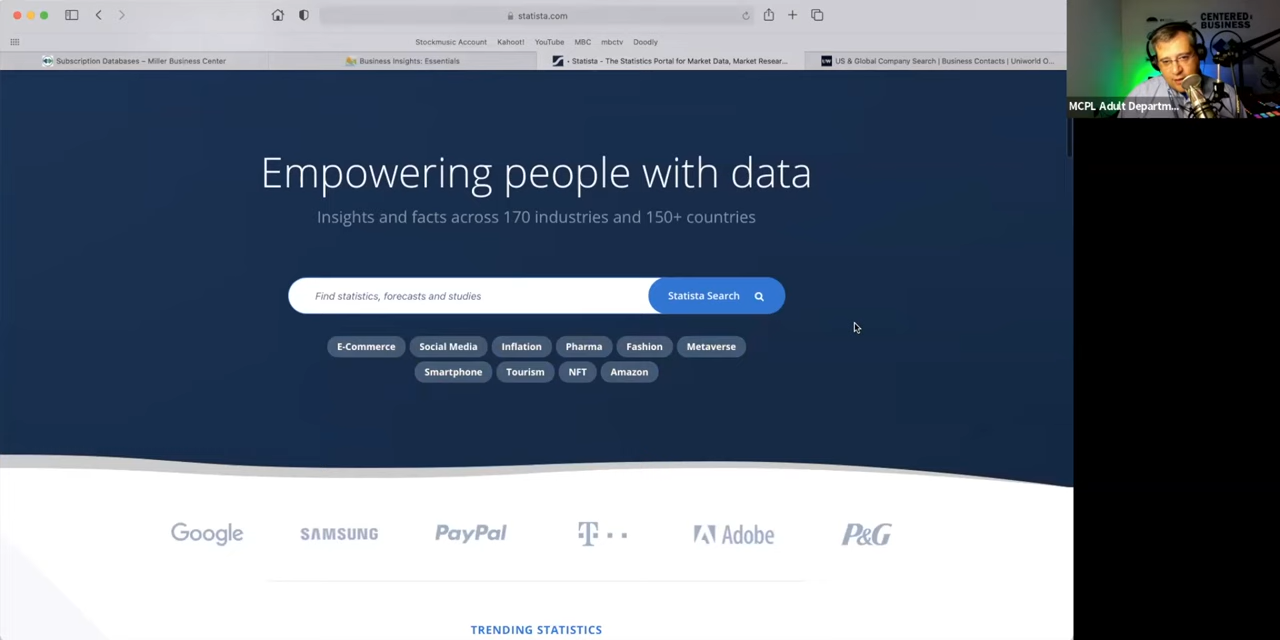 statista.com
Stockmusic Account Kahoot! YouTube MBC mbctv Doodly
Subscription Databases – Miller Business Center
Business Insights: Essentials
• Statista - The Statistics Portal for Market Data, Market Resear...
UW US & Global Company Search | Business Contacts | Uniworld O...
CENTERED:
BUSINESS
MCPL Adult Departm...
Empowering people with data
Insights and facts across 170 industries and 150+ countries
Find statistics, forecasts and studies
Statista Search
E-Commerce Social Media Inflation Pharma Fashion Metaverse
Smartphone Tourism NFT Amazon
Google SAMSUNG PayPal T Adobe P&G
TRENDING STATISTICS